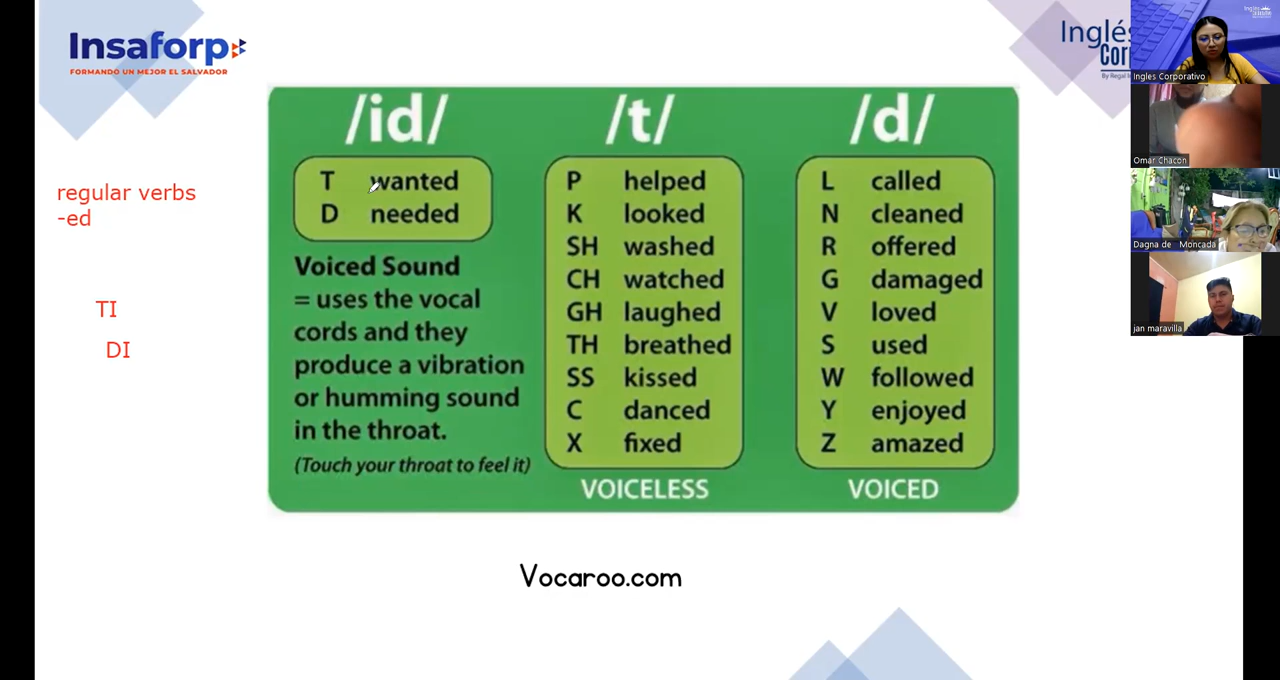 Insaforp
FORMANDO UN MEJOR EL SALVADOR
Inglés
Corp
By Regal
regular verbs
-ed
TI
DI
/id/
T wanted
D needed
Voiced Sound
= uses the vocal
cords and they
produce a vibration
or humming sound
in the throat.
(Touch your throat to feel it)
/t/
P helped
K looked
SH washed
CH watched
GH laughed
TH breathed
SS kissed
C danced
X fixed
VOICELESS
/d/
L called
N cleaned
R offered
G damaged
V loved
S used
W followed
Y enjoyed
Z amazed
VOICED
Vocaroo.com
Ingles Corporativo
Omar Chacon
Dagna de Moncada
jan maravilla